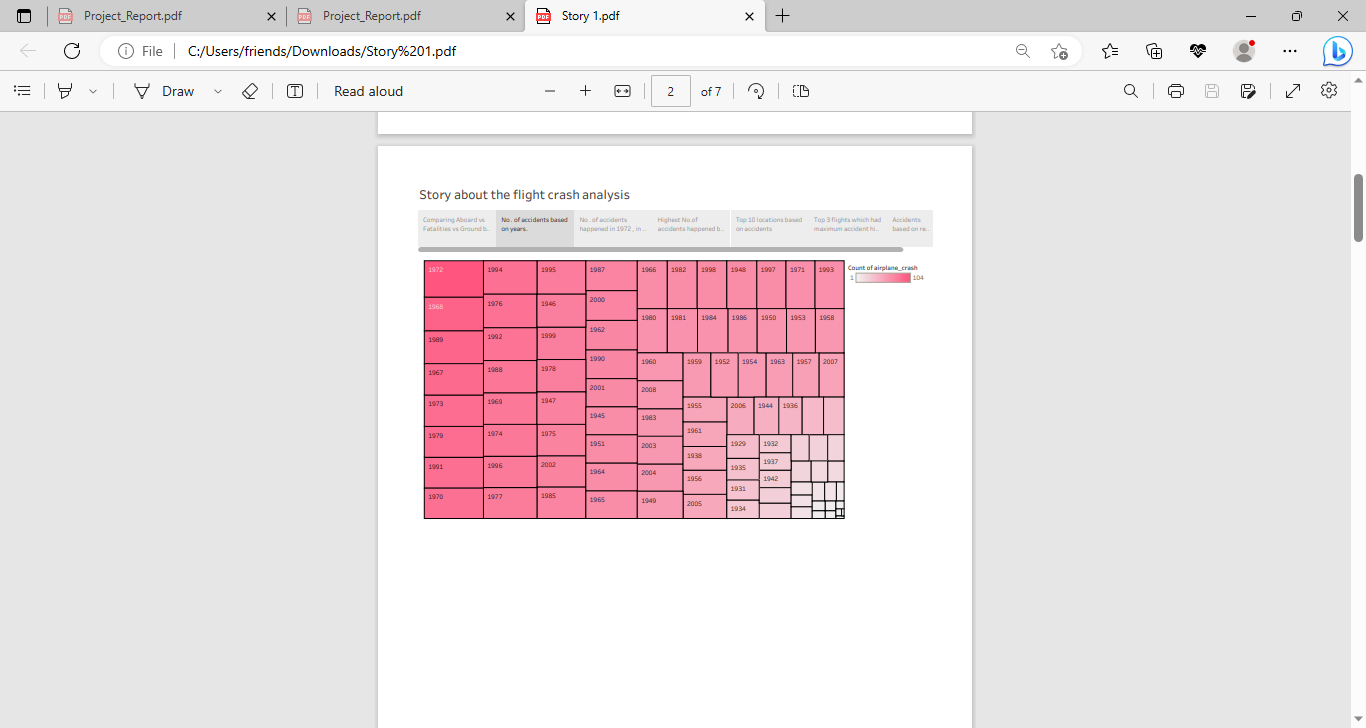 Project_Report.pdf
Project_Report.pdf
Story 1.pdf
File
C:/Users/friends/Downloads/Story%201.pdf
Draw
Read aloud
2
of 7
Story about the flight crash analysis
Comparing Aboard vs
Fatalities vs Ground b..
No . of accidents based
on years.
No . of accidents
happened in 1972 , in ...
Highest No.of
accidents happened b...
Top 10 locations based
on accidents
Top 3 flights which had
maximum accident hi..
Accidents
based on re..
1972 1994 1995 1987 1966 1982 1998 1948 1997 1971 1993
Count of airplane_crash
1 104
1968 1976 1946 2000
1980 1981 1984 1986 1950 1953 1958
1989 1992 1999 1962
1967 1988 1978 1990 1960 1959 1952 1954 1963 1957 2007
1973 1969 1947 2001 2008
1955 2006 1944 1936
1979 1974 1975 1945 1983
1961
1951 2003 1929 1932
1991 1996 2002 1964 2004 1938 1935 1937
1956 1931 1942
1970 1977 1985 1965 1949 2005 1934